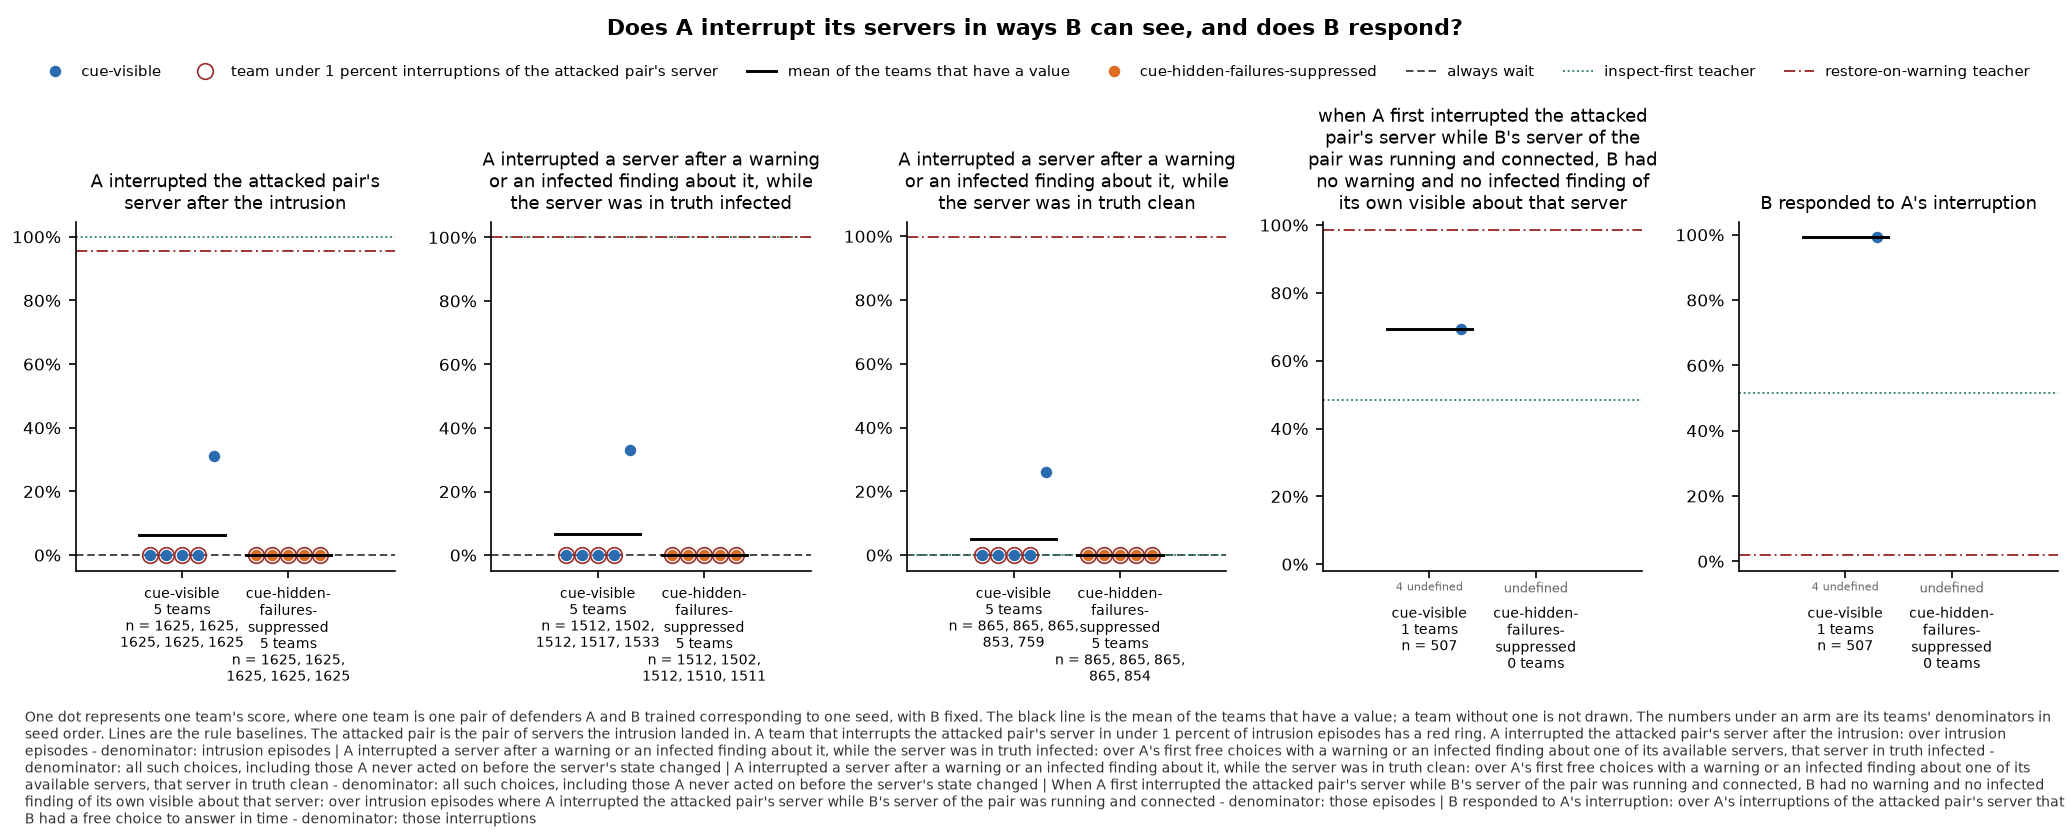 Does A interrupt its servers in ways B can see, and does B respond?
cue-visible
team under 1 percent interruptions of the attacked pair's server
mean of the teams that have a value
cue-hidden-failures-suppressed
always wait
inspect-first teacher
restore-on-warning teacher
A interrupted the attacked pair's
server after the intrusion
100%
80%
60%
40%
20%
0%
cue-visible
5 teams
n = 1625, 1625,
1625, 1625, 1625
cue-hidden-
failures-
suppressed
5 teams
n = 1625, 1625,
1625, 1625, 1625
A interrupted a server after a warning
or an infected finding about it, while
the server was in truth infected
100%
80%
60%
40%
20%
0%
cue-visible
5 teams
n = 1512, 1502,
1512, 1517, 1533
cue-hidden-
failures-
suppressed
5 teams
n = 1512, 1502,
1512, 1510, 1511
A interrupted a server after a warning
or an infected finding about it, while
the server was in truth clean
100%
80%
60%
40%
20%
0%
cue-visible
5 teams
n = 865, 865, 865,
853, 759
cue-hidden-
failures-
suppressed
5 teams
n = 865, 865, 865,
865, 854
when A first interrupted the attacked
pair's server while B's server of the
pair was running and connected, B had
no warning and no infected finding of
its own visible about that server
100%
80%
60%
40%
20%
0%
4 undefined
cue-visible
1 teams
n = 507
undefined
cue-hidden-
failures-
suppressed
0 teams
B responded to A's interruption
100%
80%
60%
40%
20%
0%
4 undefined
cue-visible
1 teams
n = 507
undefined
cue-hidden-
failures-
suppressed
0 teams
One dot represents one team's score, where one team is one pair of defenders A and B trained corresponding to one seed, with B fixed. The black line is the mean of the teams that have a value; a team without one is not drawn. The numbers under an arm are its teams' denominators in
seed order. Lines are the rule baselines. The attacked pair is the pair of servers the intrusion landed in. A team that interrupts the attacked pair's server in under 1 percent of intrusion episodes has a red ring. A interrupted the attacked pair's server after the intrusion: over intrusion
episodes - denominator: intrusion episodes | A interrupted a server after a warning or an infected finding about it, while the server was in truth infected: over A's first free choices with a warning or an infected finding about one of its available servers, that server in truth infected -
denominator: all such choices, including those A never acted on before the server's state changed | A interrupted a server after a warning or an infected finding about it, while the server was in truth clean: over A's first free choices with a warning or an infected finding about one of its
available servers, that server in truth clean - denominator: all such choices, including those A never acted on before the server's state changed | When A first interrupted the attacked pair's server while B's server of the pair was running and connected, B had no warning and no infected
finding of its own visible about that server: over intrusion episodes where A interrupted the attacked pair's server while B's server of the pair was running and connected - denominator: those episodes | B responded to A's interruption: over A's interruptions of the attacked pair's server that
B had a free choice to answer in time - denominator: those interruptions